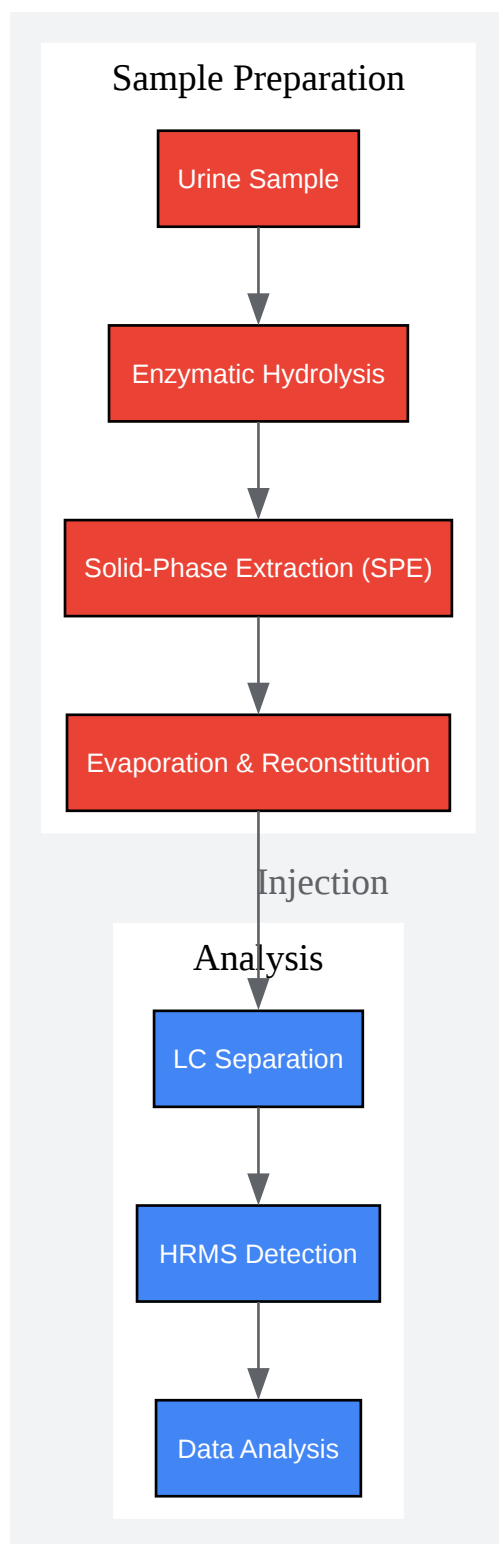 Sample Preparation
Urine Sample
Enzymatic Hydrolysis
Solid-Phase Extraction (SPE)
Evaporation & Reconstitution
Injection
Analysis
LC Separation
HRMS Detection
Data Analysis